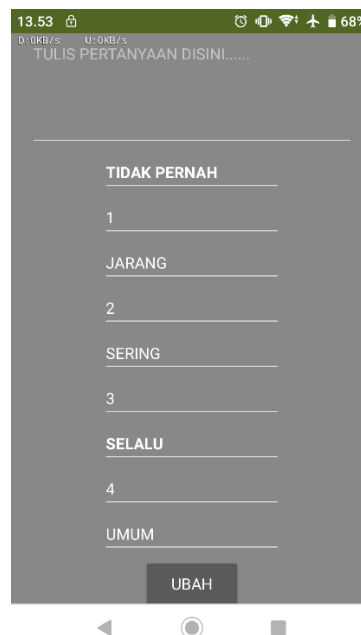 13.53 68%
D:0KB/s U:0KB/s
TULIS PERTANYAAN DISINI......
TIDAK PERNAH
1
JARANG
2
SERING
3
SELALU
4
UMUM
UBAH